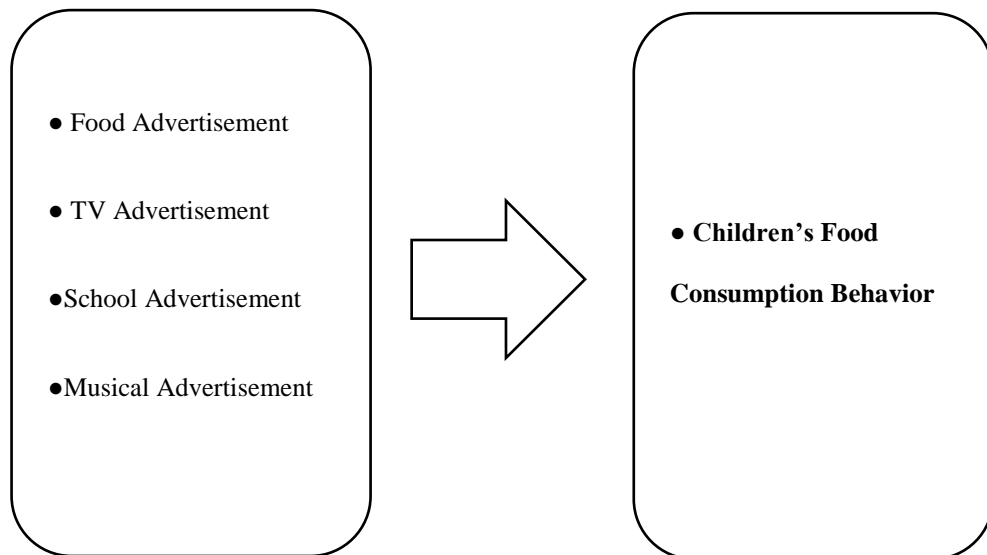 ● Food Advertisement
● TV Advertisement
●School Advertisement
●Musical Advertisement
● Children’s Food
Consumption Behavior